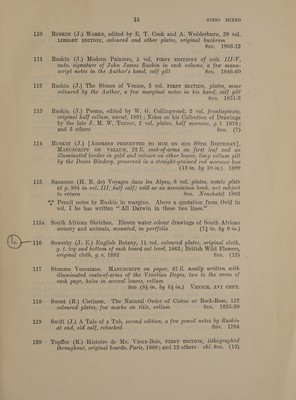 13 SIZES MIXED
110 RUSKIN (J.) WORKS, edited by E. T. Cook and A. Wedderburn, 39 vol.
LIBRARY EDITION, coloured and other plates, original buckram
8vo. 1903-12
111 Ruskin (J.) Modern Painters, 5 vol. FIRST EDITIONS of vols. III-V,
auto. signature of John James Ruskin in each volume, a few manu-
script notes in the Author's hand, calf gilt 8vo. 1846-60
112 Ruskin (J.) The Stones of Venice, 3 vol. FIRST EDITION, plates, some
coloured by the Author, a few marginal notes in his hand, calf gilt
8vo. 1851-3
113 Ruskin (J.) Poems, edited by W. G. Collingwood, 2 vol. frontispieces,
original half vellum, uncut, 1891; Notes on his Collection of Drawings
by the late J. M. W. Turner, 2 vol. plates, half morocco, g. t. 1878;
and 3 others 8vo. (7)
114 RUSKIN (J.) [ADDRESS PRESENTED TO HIM ON HIS 80TH BIRTHDAY],
MANUSCRIPT ON VELLUM, coat-of-arms on first leaf and an
illuminated border in gold and colours on other leaves, limp vellum gilt
by the Doves Bindery, preserved in a straight-grained red morocco box
(13 in. by 10 in.) 1899
115 Saussure (H. B. de) Voyages dans les Alpes, 8 vol. plates, wants plate
at p. 394 in vol. III, half calf; sold as an association book, not subject
to return 8vo. Neuchatel 1803
*** Pencil notes by Ruskin in margins. Above a quotation from Ovid in
vol. I he has written “All Darwin in these two lines.”
115A South African Sketches, Eleven water colour drawings of South African
scenery and animals, mounted, in portfolio (7½ in. by 9 in.)
116 Sowerby (J. E.) English Botany, 11 vol. coloured plates, original cloth,
g. t. top and bottom of each board cut level, 1863; British Wild Flowers,
original cloth, g. e. 1882 8vo. (12)
117 Stemme Veneziane. MANUSCRIPT ON PAPER, 47 ll. neatly written with
illuminated coats-of-arms of the Venetian Doges, two to the verso of
each page, holes in several leaves, vellum
8vo (8¾ in. by 6¼ in.) VENICE, XVI CENT.
118 Sweet (R.) Cistineæ. The Natural Order of Cistus or Rock-Rose, 112
coloured plates, fox marks on title, vellum 8vo. 1825-30
119 Swift (J.) A Tale of a Tub, second edition, a few pencil notes by Ruskin
at end, old calf, rebacked 8vo. 1704
120 Topffer (R.) Histoire de Mr. Vieux-Bois, FIRST EDITION, lithographed
throughout, original boards, Paris, 1860; and 12 others obl. 8vo. (13)